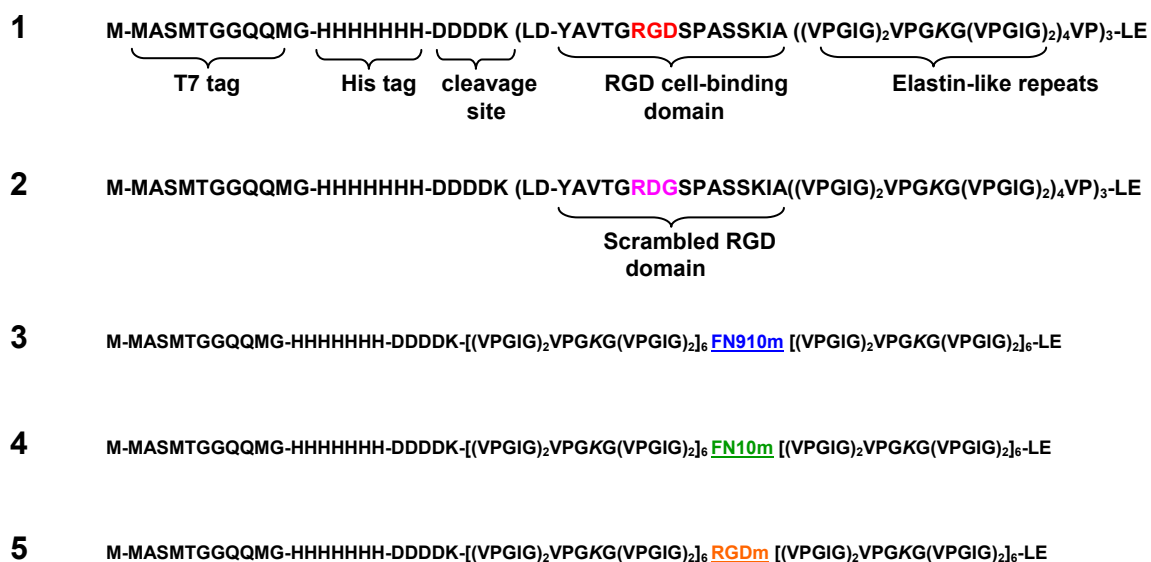 1 M-MASMTGGQQMG-HHHHHHH-DDDDK (LD-YAVTGRGDSPASSKIA ((VPGIG)₂VPGKG(VPGIG)₂)₄VP)₃-LE
T7 tag His tag cleavage site RGD cell-binding domain Elastin-like repeats
2 M-MASMTGGQQMG-HHHHHHH-DDDDK (LD-YAVTGRDGSPASSKIA((VPGIG)₂VPGKG(VPGIG)₂)₄VP)₃-LE
Scrambled RGD
domain
3 M-MASMTGGQQMG-HHHHHHH-DDDDK-[(VPGIG)₂VPGKG(VPGIG)₂]₆ FN910m [(VPGIG)₂VPGKG(VPGIG)₂]₆-LE
4 M-MASMTGGQQMG-HHHHHHH-DDDDK-[(VPGIG)₂VPGKG(VPGIG)₂]₆ FN10m [(VPGIG)₂VPGKG(VPGIG)₂]₆-LE
5 M-MASMTGGQQMG-HHHHHHH-DDDDK-[(VPGIG)₂VPGKG(VPGIG)₂]₆ RGDm [(VPGIG)₂VPGKG(VPGIG)₂]₆-LE